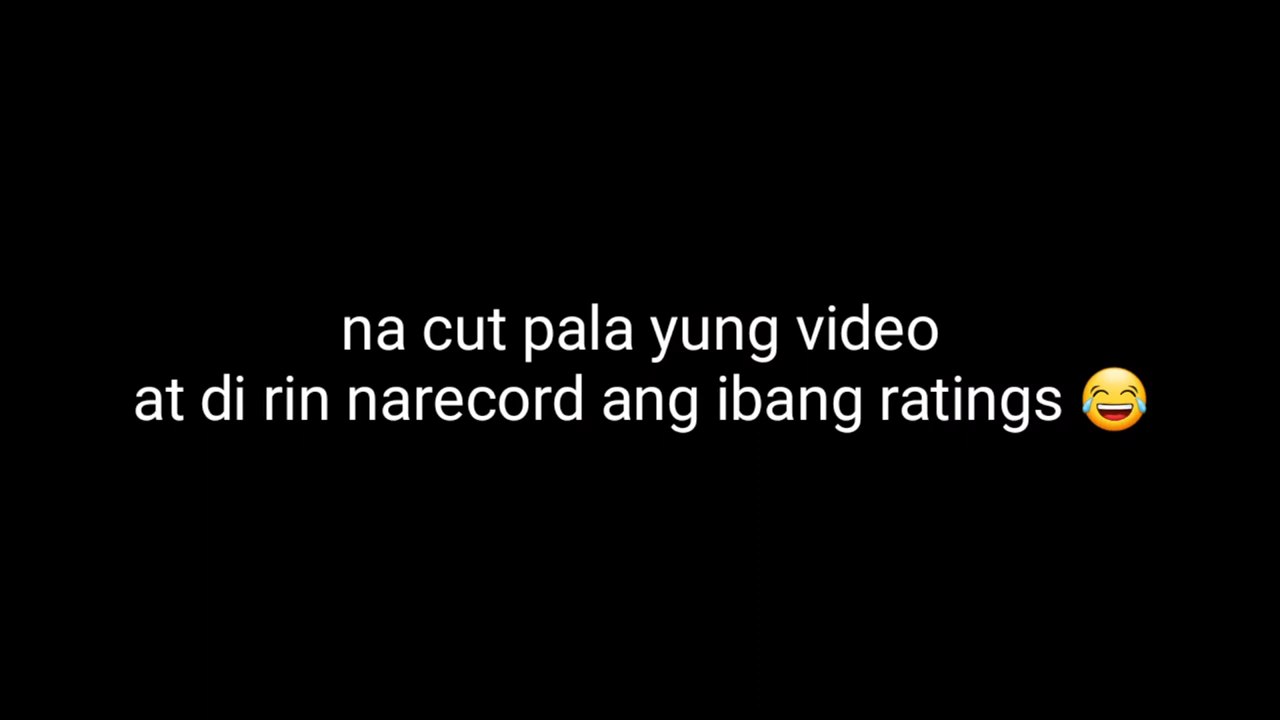 na cut pala yung video
at di rin narecord ang ibang ratings 😂